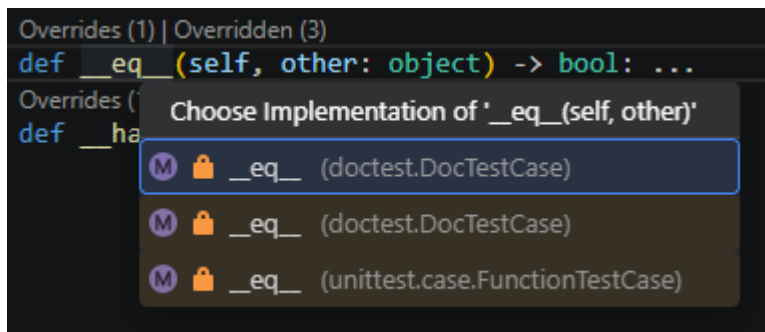 Overrides (1) | Overridden (3)
def __eq__(self, other: object) -> bool: ...
Overrides (
def __ha
Choose Implementation of '__eq__(self, other)'
M __eq__ (doctest.DocTestCase)
M __eq__ (doctest.DocTestCase)
M __eq__ (unittest.case.FunctionTestCase)